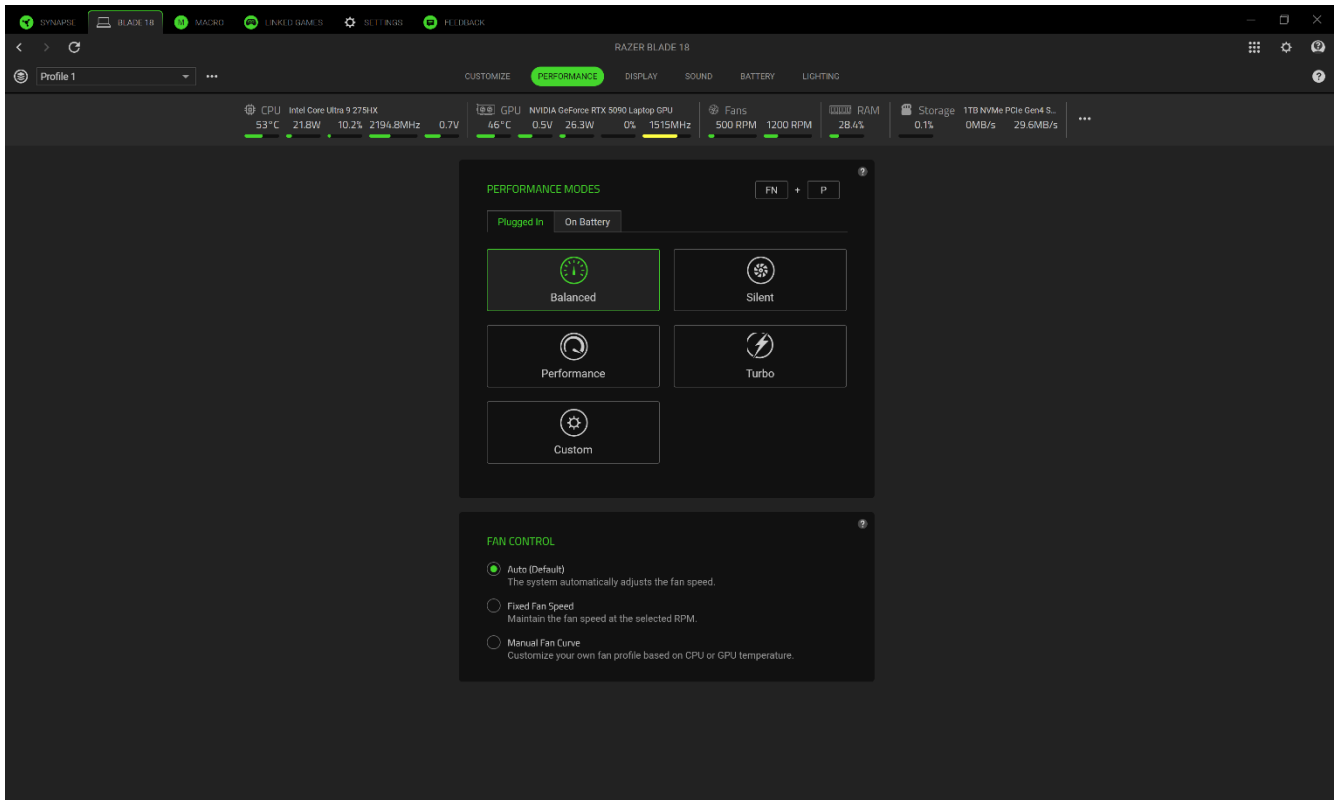 SYNAPSE BLADE 18 MACRO LINKED GAMES SETTINGS FEEDBACK
RAZER BLADE 18
Profile 1 CUSTOMIZE PERFORMANCE DISPLAY SOUND BATTERY LIGHTING
CPU Intel Core Ultra 9 275HX GPU NVIDIA GeForce RTX 5090 Laptop GPU Fans RAM Storage 1TB NVMe PCIe Gen4 S...
53°C 21.8W 10.2% 2194.8MHz 0.7V 46°C 0.5V 26.3W 0% 1515MHz 500 RPM 1200 RPM 28.4% 0.1% 0MB/s 29.6MB/s
PERFORMANCE MODES FN + P
Plugged In On Battery
Balanced Silent
Performance Turbo
Custom
FAN CONTROL
Auto (Default)
The system automatically adjusts the fan speed.
Fixed Fan Speed
Maintain the fan speed at the selected RPM.
Manual Fan Curve
Customize your own fan profile based on CPU or GPU temperature.